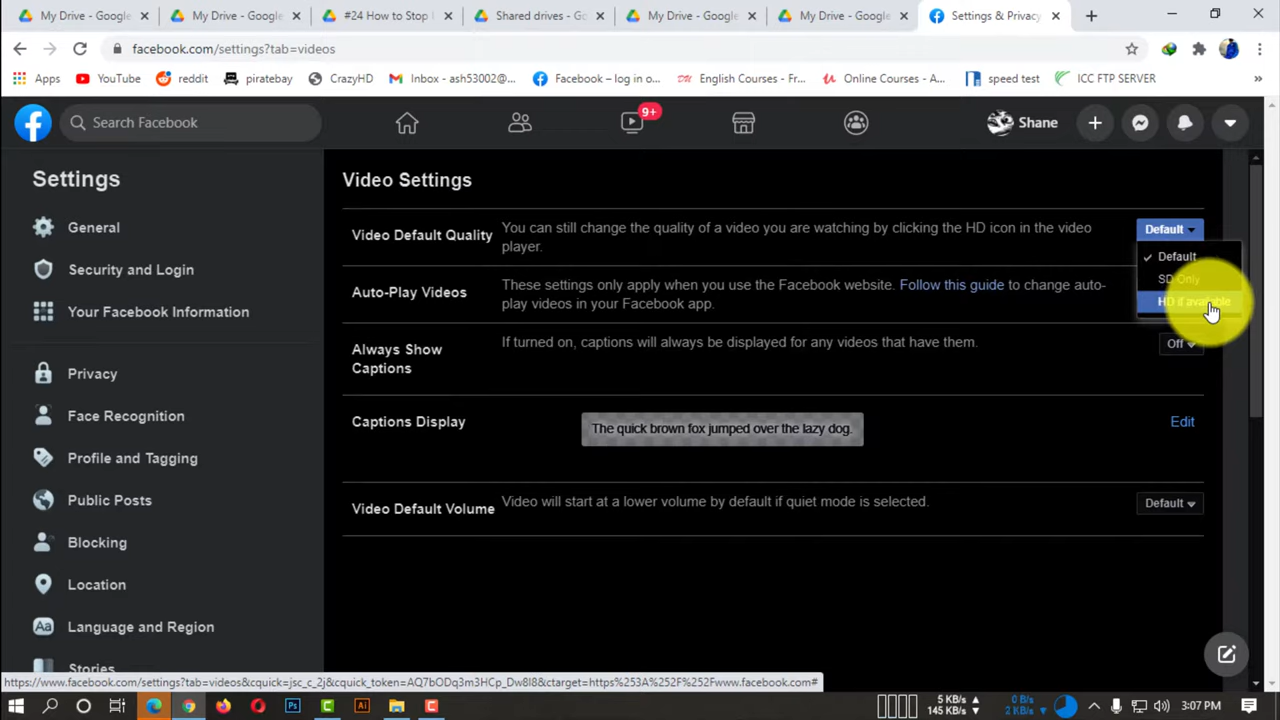 My Drive - Google
My Drive - Google
#24 How to Stop
Shared drives - Go
My Drive - Google
My Drive - Google
Settings & Privacy
facebook.com/settings?tab=videos
Apps
YouTube
reddit
piratebay
CrazyHD
Inbox - ash53002@...
Facebook – log in o...
English Courses - Fr...
Online Courses - A...
speed test
ICC FTP SERVER
»
Search Facebook
9+
Shane
Settings
General
Security and Login
Your Facebook Information
Privacy
Face Recognition
Profile and Tagging
Public Posts
Blocking
Location
Language and Region
Stories
Video Settings
Video Default Quality
You can still change the quality of a video you are watching by clicking the HD icon in the video
player.
Default
Default
SD Only
HD if available
Auto-Play Videos
These settings only apply when you use the Facebook website. Follow this guide to change auto-
play videos in your Facebook app.
Always Show
Captions
If turned on, captions will always be displayed for any videos that have them.
Off
Captions Display
The quick brown fox jumped over the lazy dog.
Edit
Video Default Volume
Video will start at a lower volume by default if quiet mode is selected.
Default
https://www.facebook.com/settings?tab=videos&cquick=jsc_c_2j&cquick_token=AQ7bODq3m3HCp_Dw8I8&ctarget=https%253A%252F%252Fwww.facebook.com#
5 KB/s
145 KB/s
0 B/s
2 KB/s
3:07 PM